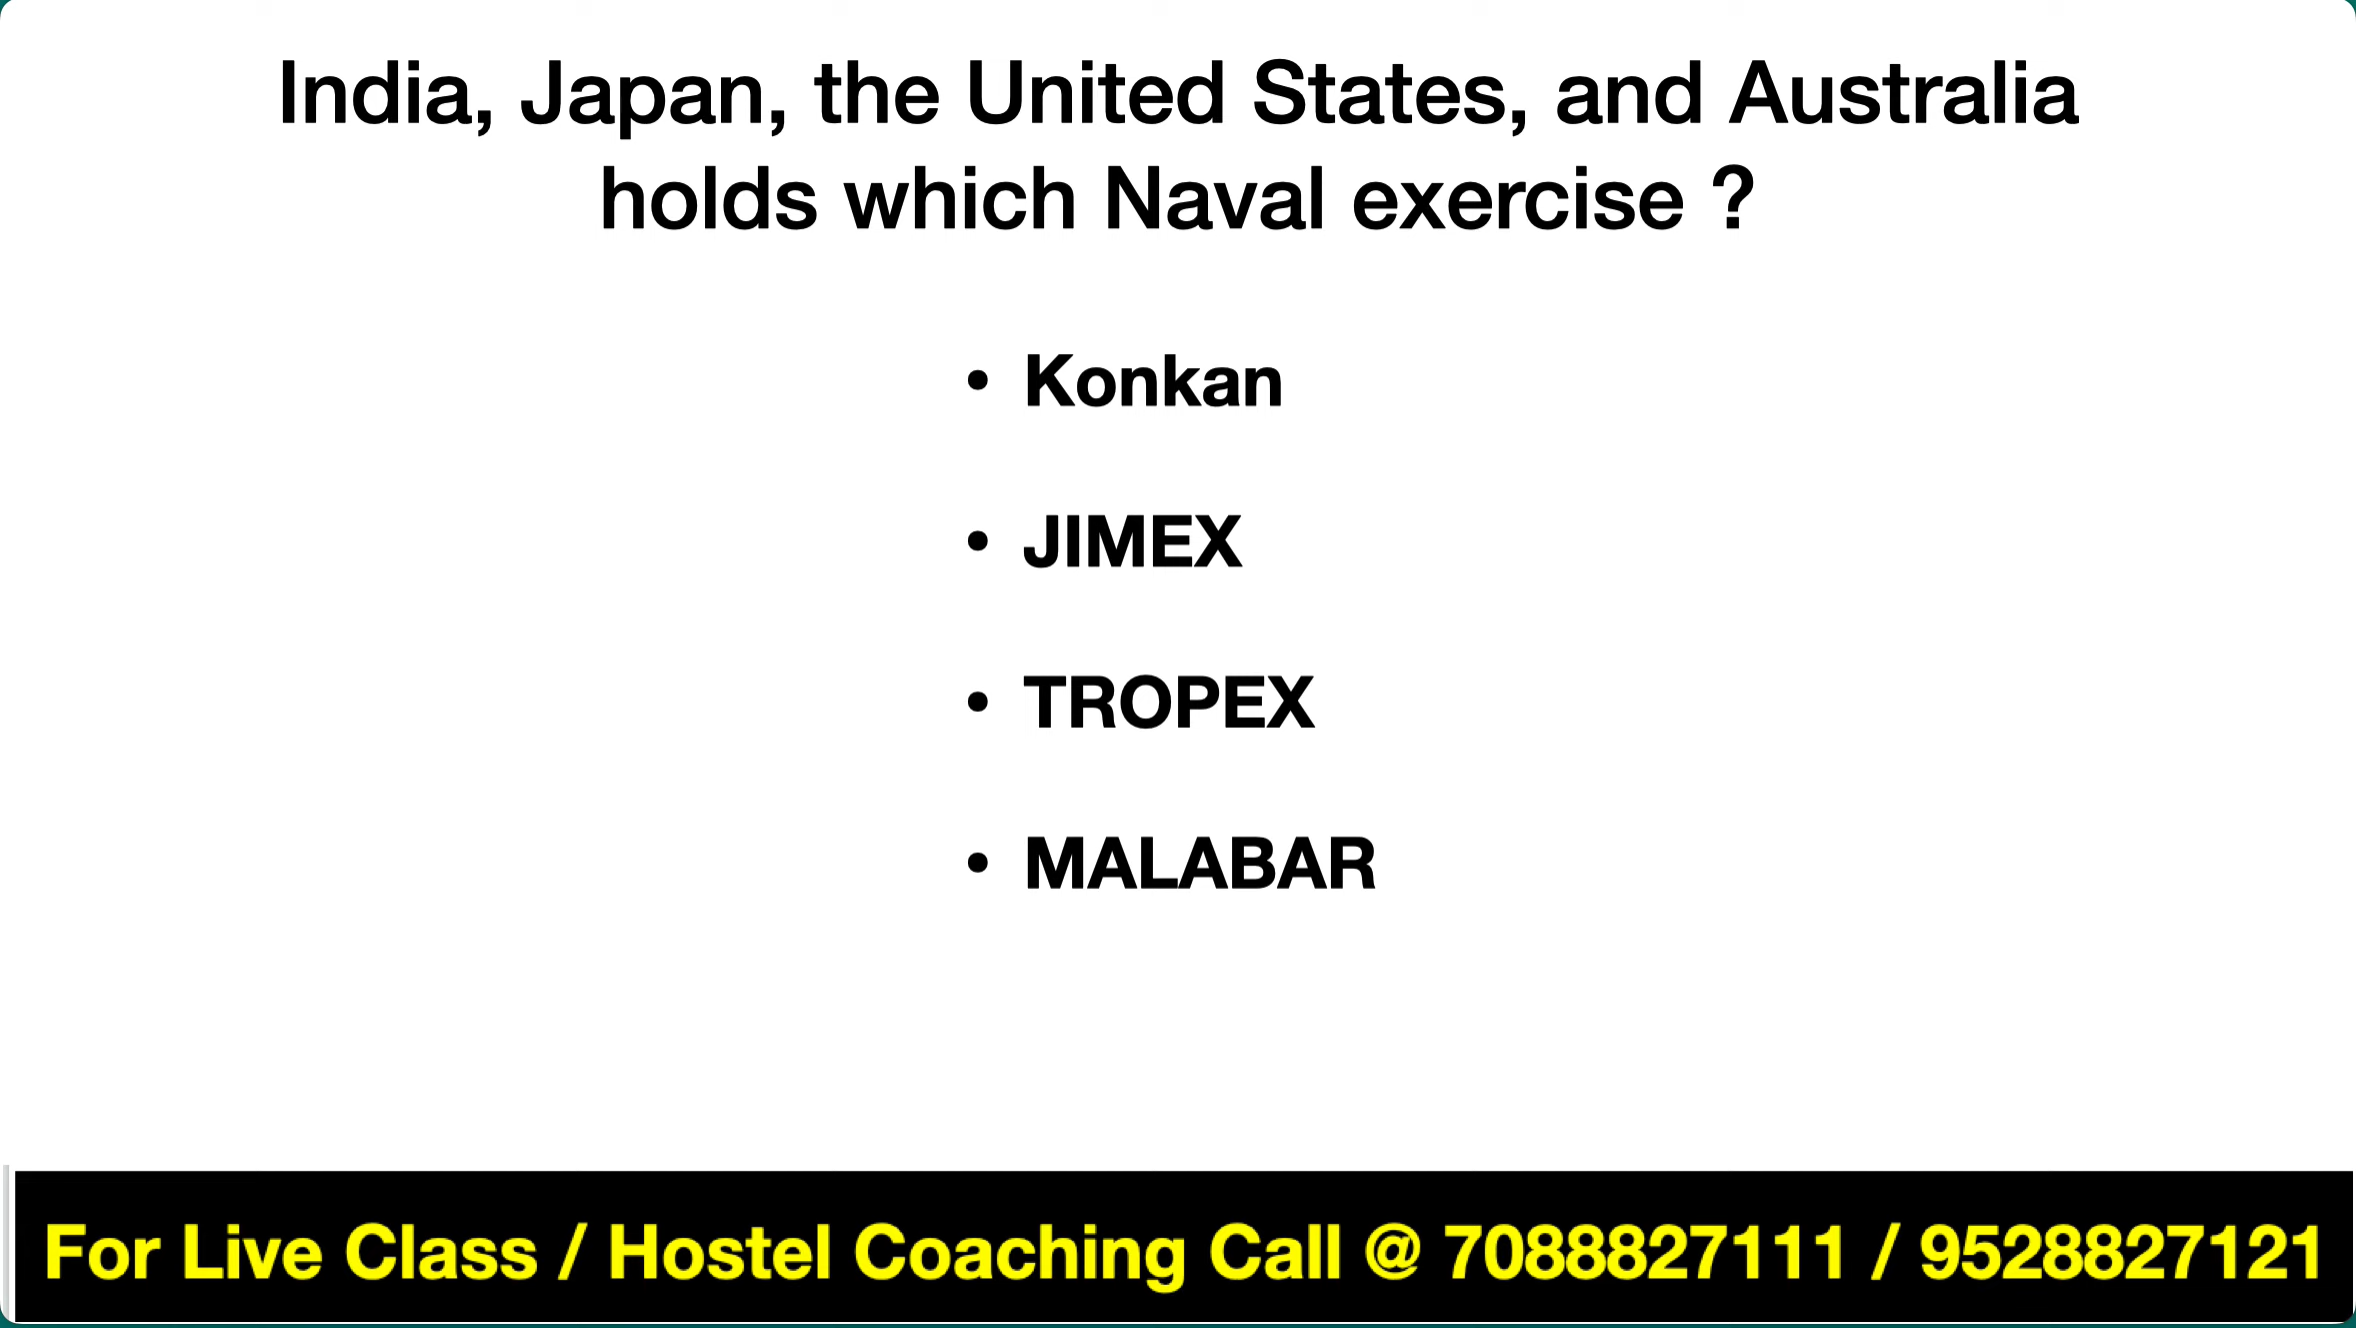 India, Japan, the United States, and Australia
holds which Naval exercise ?
• Konkan
• JIMEX
• TROPEX
• MALABAR
For Live Class / Hostel Coaching Call @ 7088827111 / 9528827121